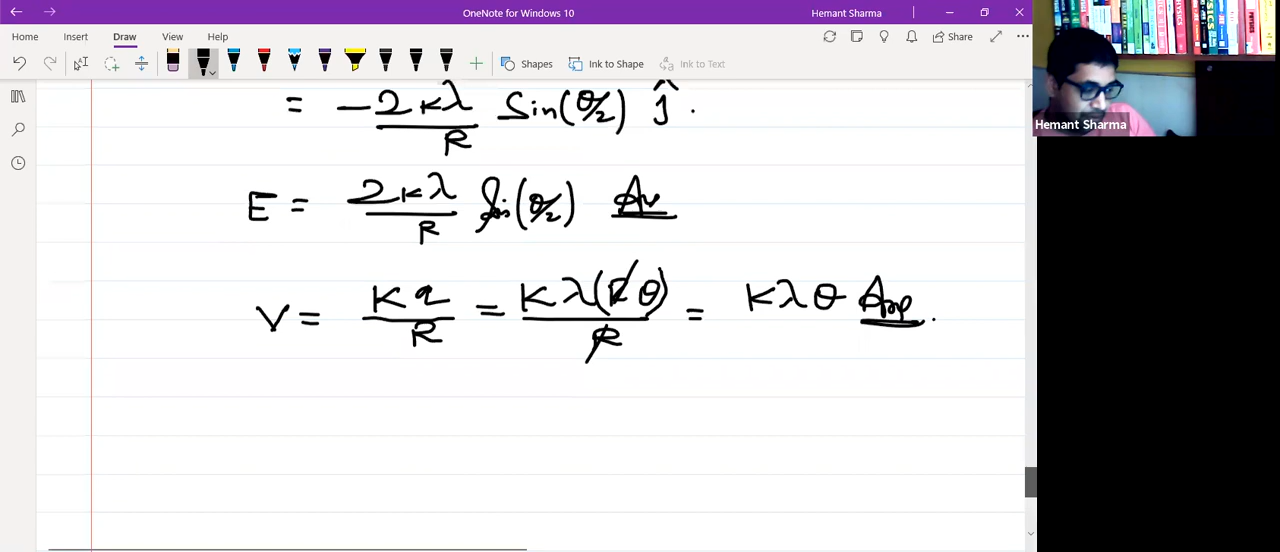 OneNote for Windows 10
Hemant Sharma
Home Insert Draw View Help Share
Shapes Ink to Shape Ink to Text
= -2Kλ/R Sin(θ/2) ĵ.
E = 2Kλ/R Sin(θ/2)
V = Kq/R = Kλ(Rθ)/R = Kλθ
Hemant Sharma